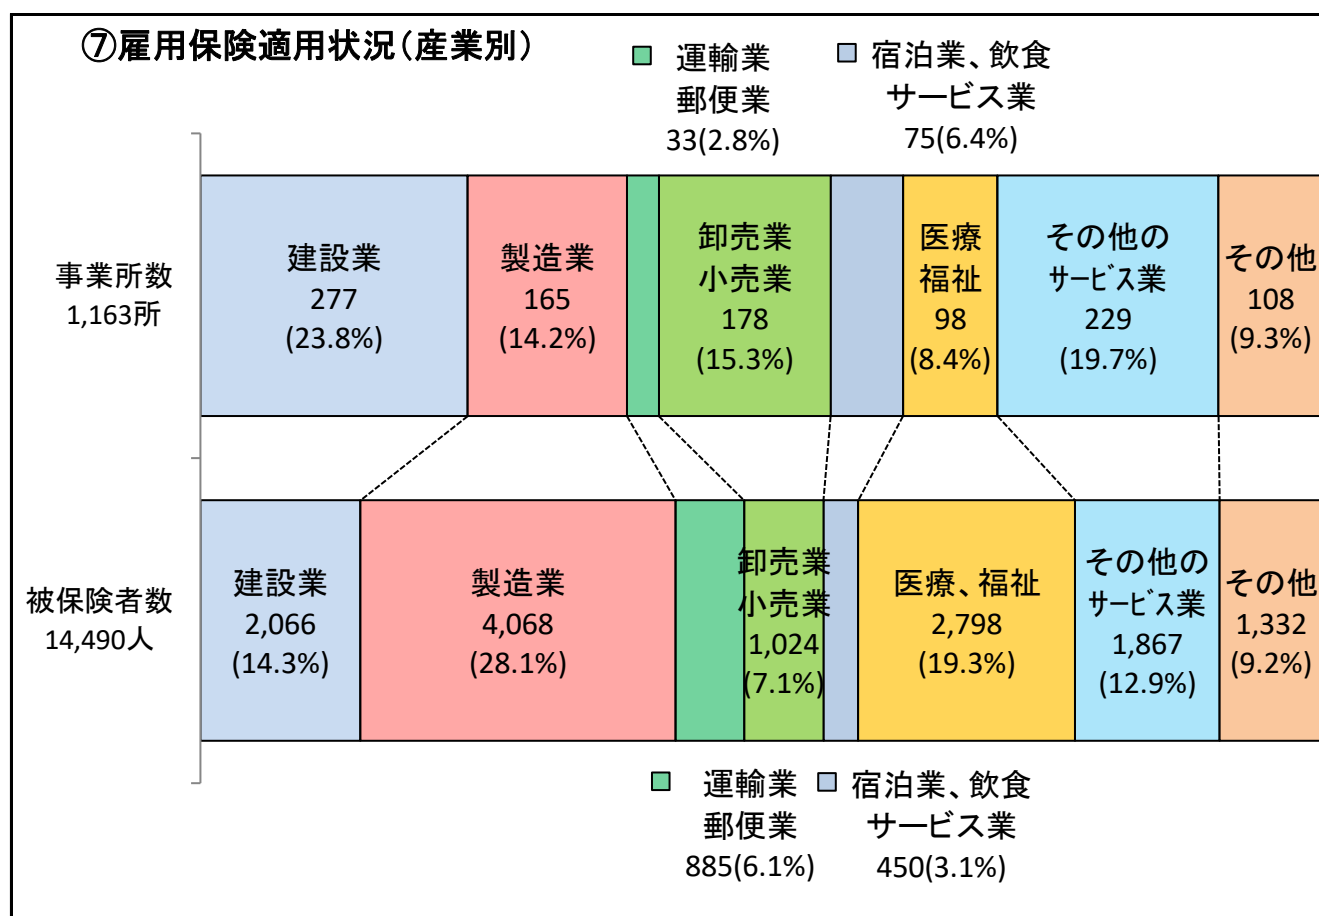 ⑦雇用保険適用状況(産業別)
運輸業
郵便業
33(2.8%)
宿泊業、飲食
サービス業
75(6.4%)
事業所数
1,163所
建設業
277
(23.8%)
製造業
165
(14.2%)
卸売業
小売業
178
(15.3%)
医療
福祉
98
(8.4%)
その他の
ｻｰﾋﾞｽ業
229
(19.7%)
その他
108
(9.3%)
被保険者数
14,490人
建設業
2,066
(14.3%)
製造業
4,068
(28.1%)
卸売業
小売業
1,024
(7.1%)
医療、福祉
2,798
(19.3%)
その他の
ｻｰﾋﾞｽ業
1,867
(12.9%)
その他
1,332
(9.2%)
運輸業
郵便業
885(6.1%)
宿泊業、飲食
サービス業
450(3.1%)